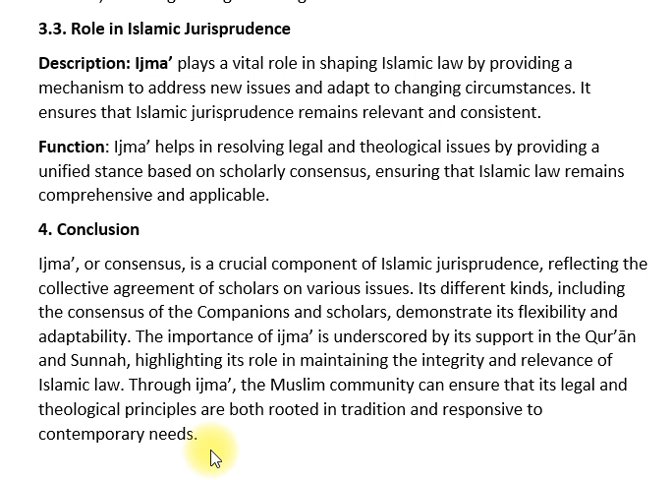 3.3. Role in Islamic Jurisprudence
Description: Ijma’ plays a vital role in shaping Islamic law by providing a
mechanism to address new issues and adapt to changing circumstances. It
ensures that Islamic jurisprudence remains relevant and consistent.
Function: Ijma’ helps in resolving legal and theological issues by providing a
unified stance based on scholarly consensus, ensuring that Islamic law remains
comprehensive and applicable.
4. Conclusion
Ijma’, or consensus, is a crucial component of Islamic jurisprudence, reflecting the
collective agreement of scholars on various issues. Its different kinds, including
the consensus of the Companions and scholars, demonstrate its flexibility and
adaptability. The importance of ijma’ is underscored by its support in the Qur’ān
and Sunnah, highlighting its role in maintaining the integrity and relevance of
Islamic law. Through ijma’, the Muslim community can ensure that its legal and
theological principles are both rooted in tradition and responsive to
contemporary needs.